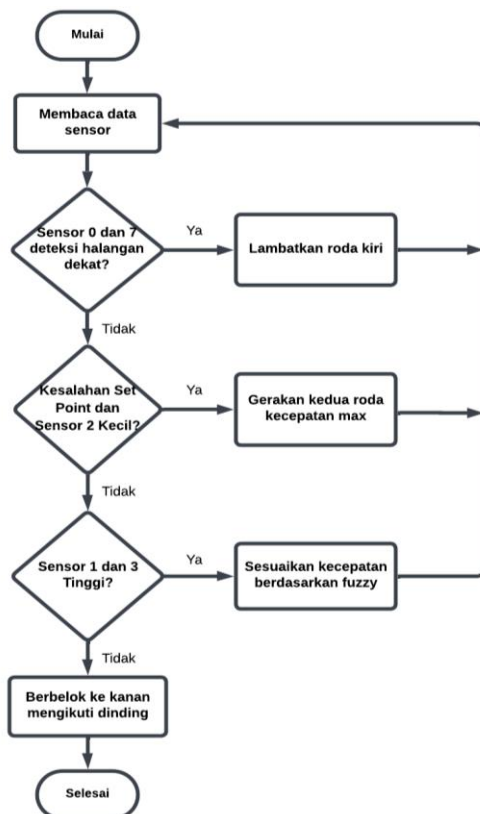 Mulai
Membaca data
sensor
Sensor 0 dan 7
deteksi halangan
dekat?
Ya
Lambatkan roda kiri
Tidak
Kesalahan Set
Point dan
Sensor 2 Kecil?
Ya
Gerakan kedua roda
kecepatan max
Tidak
Sensor 1 dan 3
Tinggi?
Ya
Sesuaikan kecepatan
berdasarkan fuzzy
Tidak
Berbelok ke kanan
mengikuti dinding
Selesai